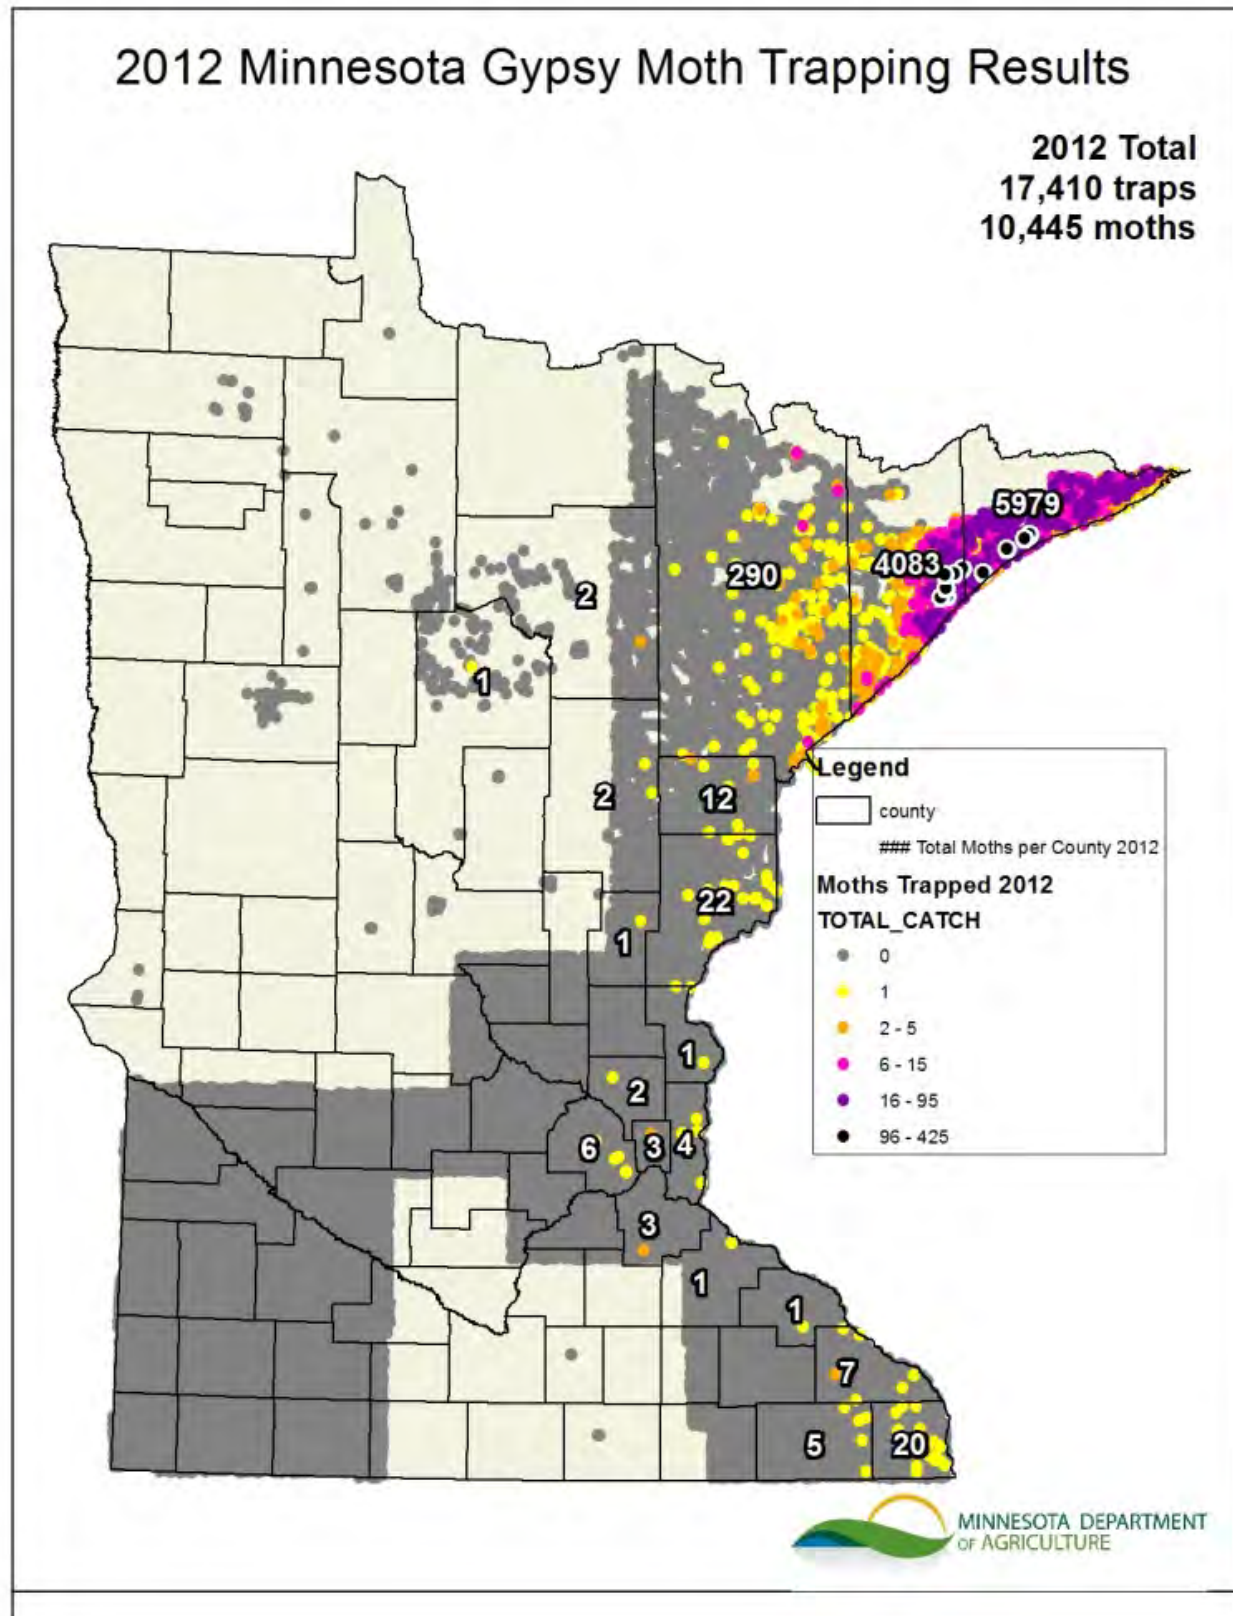 2012 Minnesota Gypsy Moth Trapping Results
2012 Total
17,410 traps
10,445 moths
5979
4083
290
2
1
2
12
22
1
1
2
6
3
4
3
1
1
7
5
20
Legend
county
### Total Moths per County 2012
Moths Trapped 2012
TOTAL_CATCH
0
1
2 - 5
6 - 15
16 - 95
96 - 425
MINNESOTA DEPARTMENT
OF AGRICULTURE